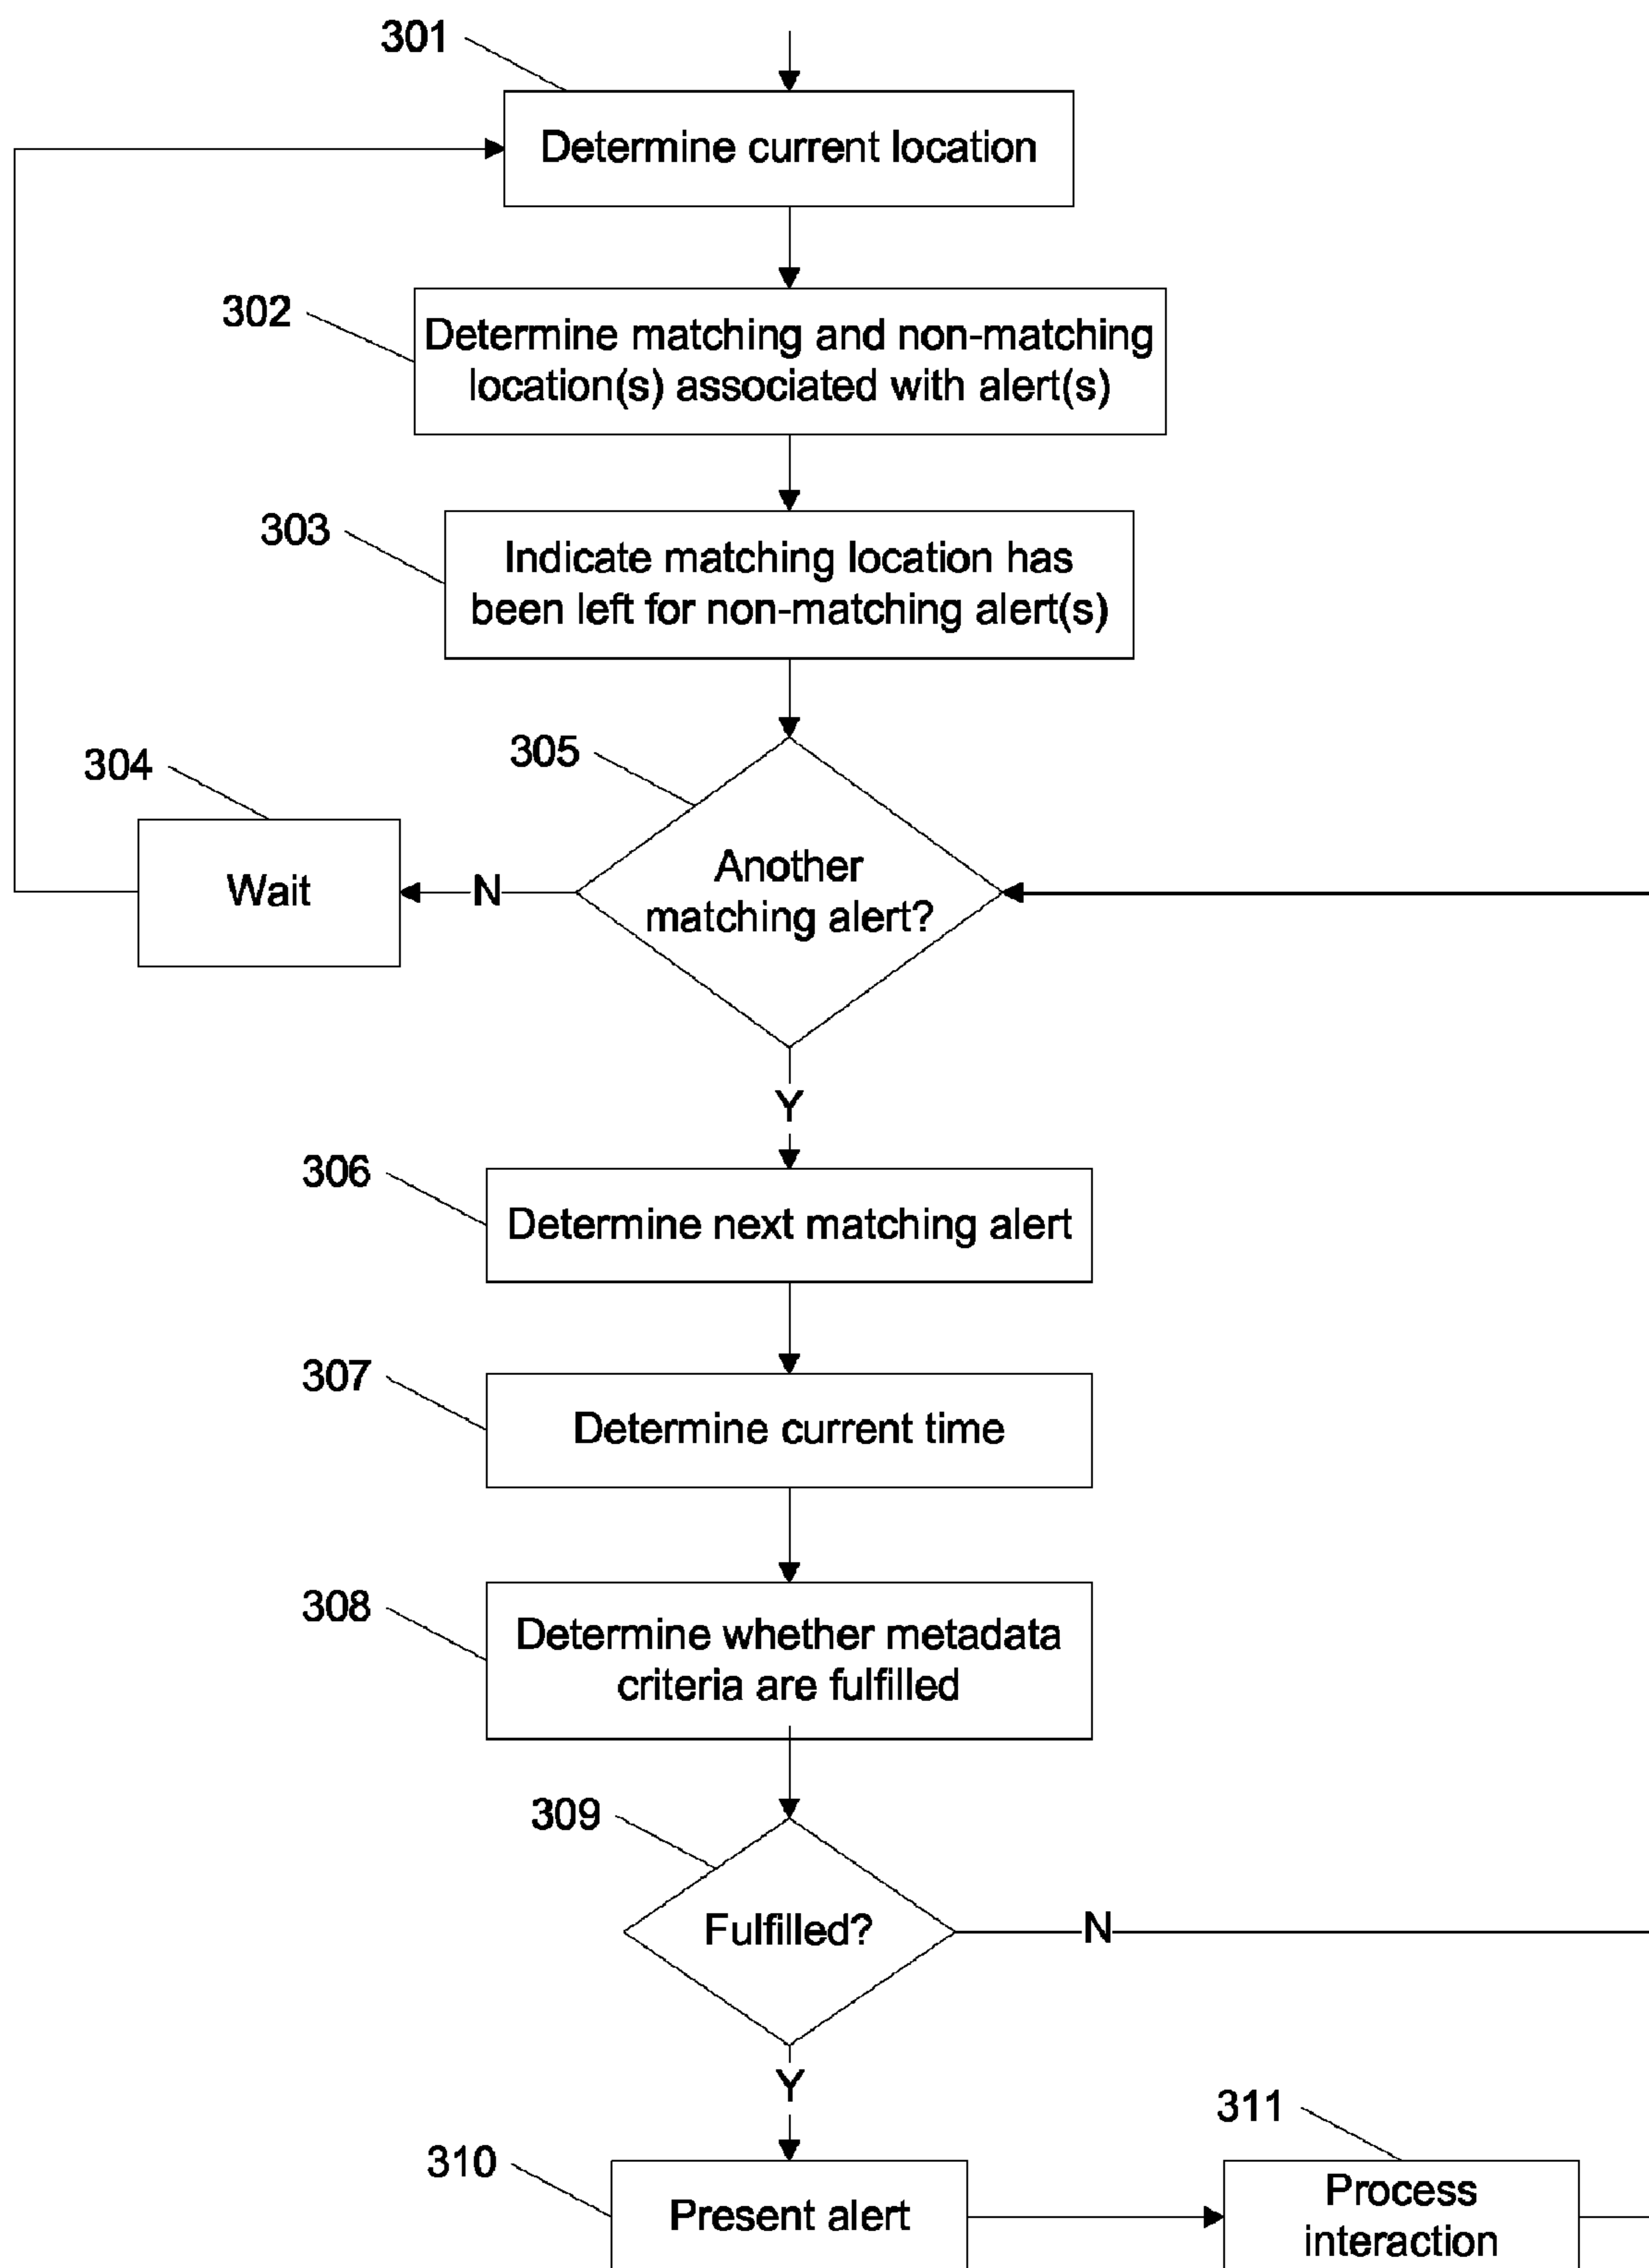 301
Determine current location
302
Determine matching and non-matching
location(s) associated with alert(s)
303
Indicate matching location has
been left for non-matching alert(s)
304
305
Wait
N
Another
matching alert?
Y
306
Determine next matching alert
307
Determine current time
308
Determine whether metadata
criteria are fulfilled
309
Fulfilled?
N
Y
310
311
Present alert
Process
interaction